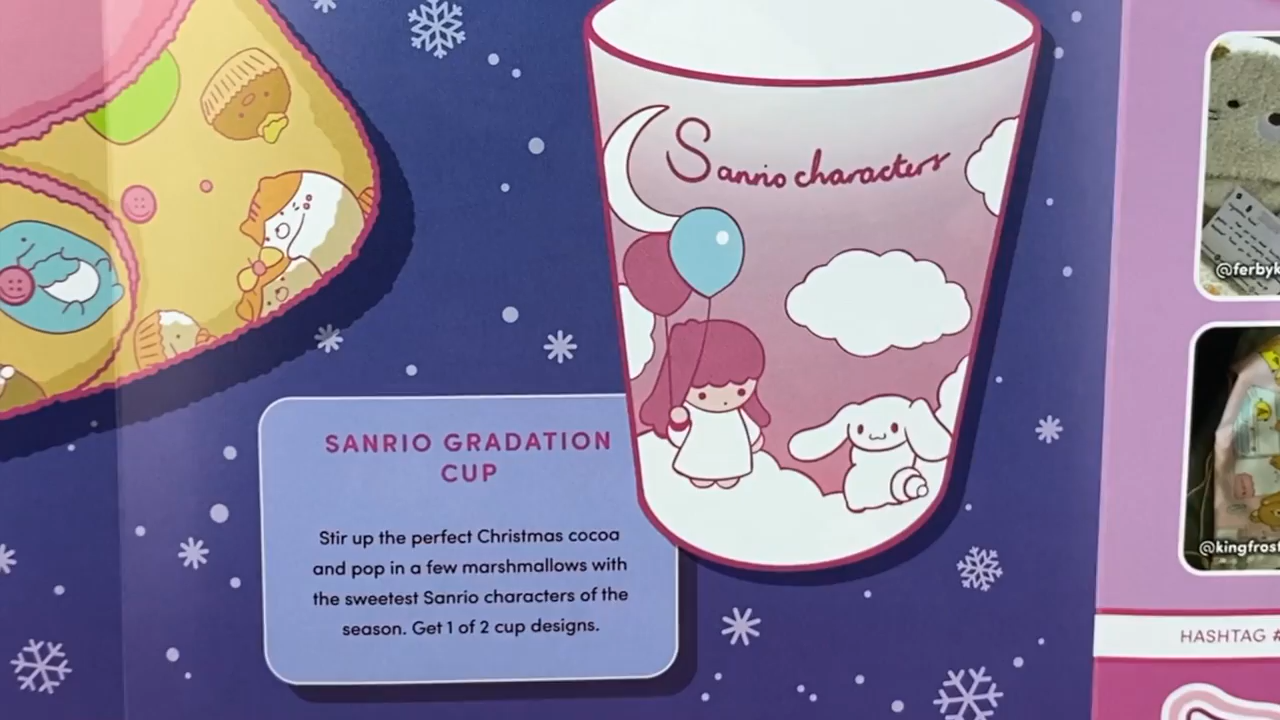 Sanrio characters
SANRIO GRADATION
CUP
Stir up the perfect Christmas cocoa
and pop in a few marshmallows with
the sweetest Sanrio characters of the
season. Get 1 of 2 cup designs.
@ferbyk
@kingfrost
HASHTAG #